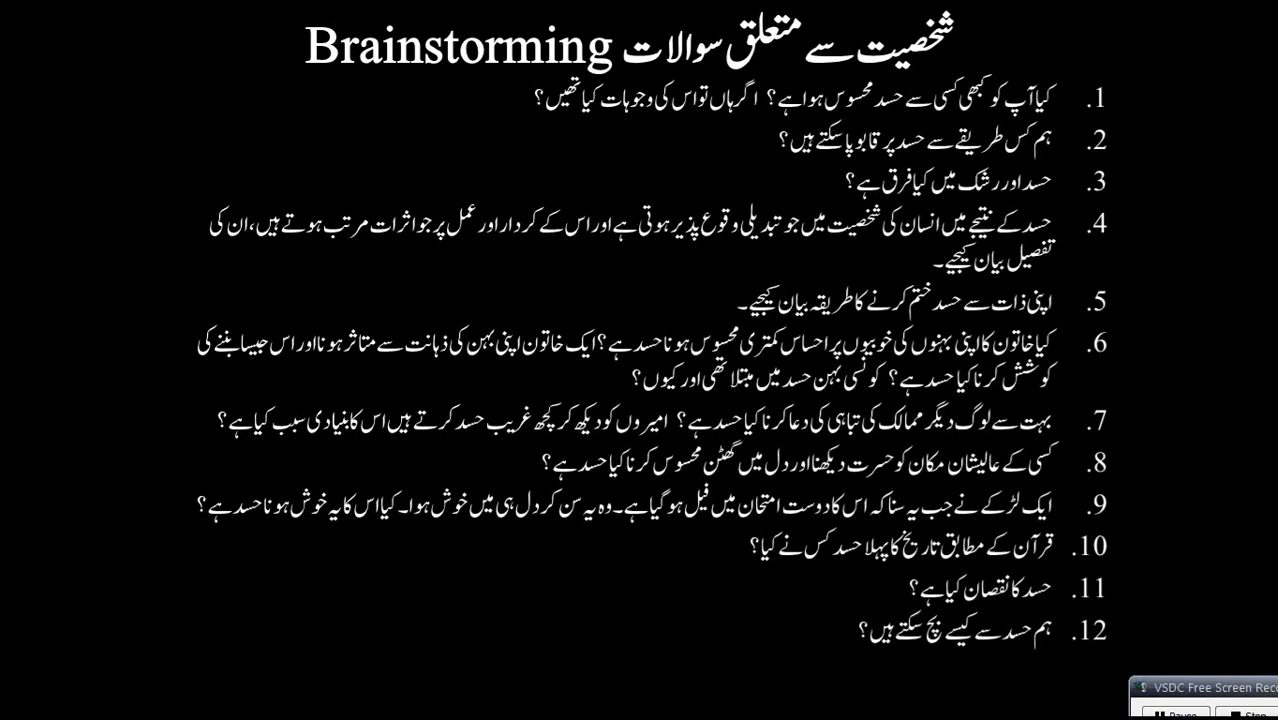 شخصیت سے متعلق سوالات Brainstorming
1. کیا آپ کو کبھی کسی سے حسد محسوس ہوا ہے؟ اگر ہاں تو اس کی وجوہات کیا تھیں؟
2. ہم کس طریقے سے حسد پر قابو پا سکتے ہیں؟
3. حسد اور رشک میں کیا فرق ہے؟
4. حسد کے نتیجے میں انسان کی شخصیت میں جو تبدیلی وقوع پذیر ہوتی ہے اور اس کے کردار اور عمل پر جو اثرات مرتب ہوتے ہیں، ان کی
تفصیل بیان کیجیے۔
5. اپنی ذات سے حسد ختم کرنے کا طریقہ بیان کیجیے۔
6. کیا خاتون کا اپنی بہنوں کی خوبیوں پر احساس کمتری محسوس ہونا حسد ہے؟ ایک خاتون اپنی بہن کی ذہانت سے متاثر ہونا اور اس جیسا بننے کی
کوشش کرنا کیا حسد ہے؟ کونسی بہن حسد میں مبتلا تھی اور کیوں؟
7. بہت سے لوگ دیگر ممالک کی تباہی کی دعا کرنا کیا حسد ہے؟ امیروں کو دیکھ کر کچھ غریب حسد کرتے ہیں اس کا بنیادی سبب کیا ہے؟
8. کسی کے عالیشان مکان کو حسرت دیکھنا اور دل میں گھٹن محسوس کرنا کیا حسد ہے؟
9. ایک لڑکے نے جب یہ سنا کہ اس کا دوست امتحان میں فیل ہو گیا ہے۔ وہ یہ سن کر دل ہی میں خوش ہوا۔ کیا اس کا یہ خوش ہونا حسد ہے؟
10. قرآن کے مطابق تاریخ کا پہلا حسد کس نے کیا؟
11. حسد کا نقصان کیا ہے؟
12. ہم حسد سے کیسے بچ سکتے ہیں؟
VSDC Free Screen Rec
Pause Stop